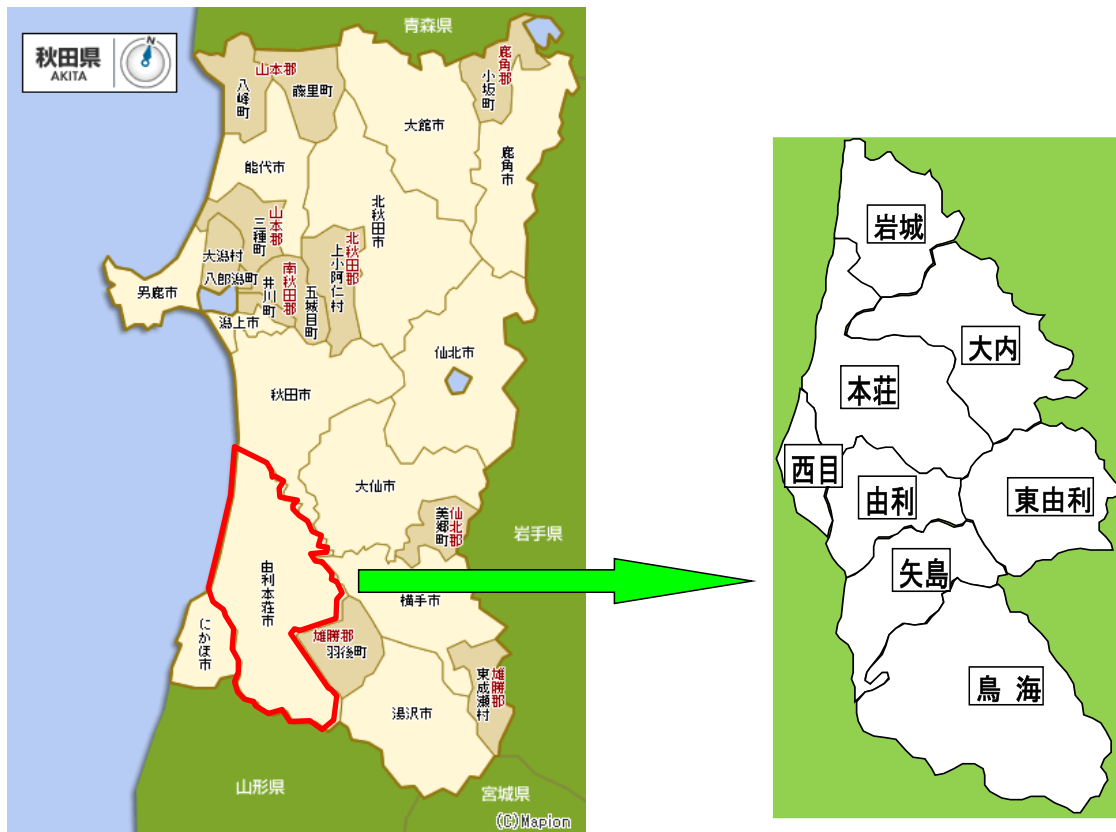 青森県
秋田県
AKITA
N
山本郡
八峰町
藤里町
鹿角郡
小坂町
大館市
鹿角市
能代市
北秋田市
山本郡
三種町
大潟村
北秋田郡
上小阿仁村
八郎潟町
南秋田郡
井川町
五城目町
男鹿市
潟上市
仙北市
秋田市
大仙市
仙北郡
美郷町
岩手県
由利本荘市
横手市
にかほ市
雄勝郡
羽後町
雄勝郡
東成瀬村
湯沢市
山形県
宮城県
(C)Mapion
岩城
大内
本荘
西目
由利
東由利
矢島
鳥海